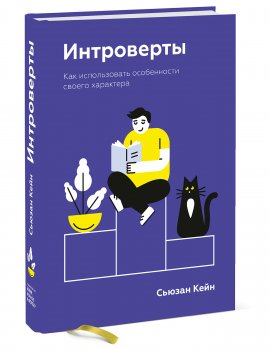 Интроверты
Как использовать особенности
своего характера
Сьюзан Кейн
Сьюзан Кейн Интроверты